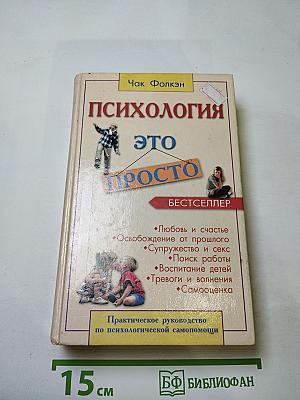 Чак Фолкэн
ПСИХОЛОГИЯ
ЭТО
ПРОСТО
БЕСТСЕЛЛЕР
•Любовь и счастье
•Освобождение от прошлого
•Супружество и секс
•Поиск работы
•Воспитание детей
•Тревоги и волнения
•Самооценка
Практическое руководство
по психологической самопомощи
15 см
БФ БИБЛИОФАН